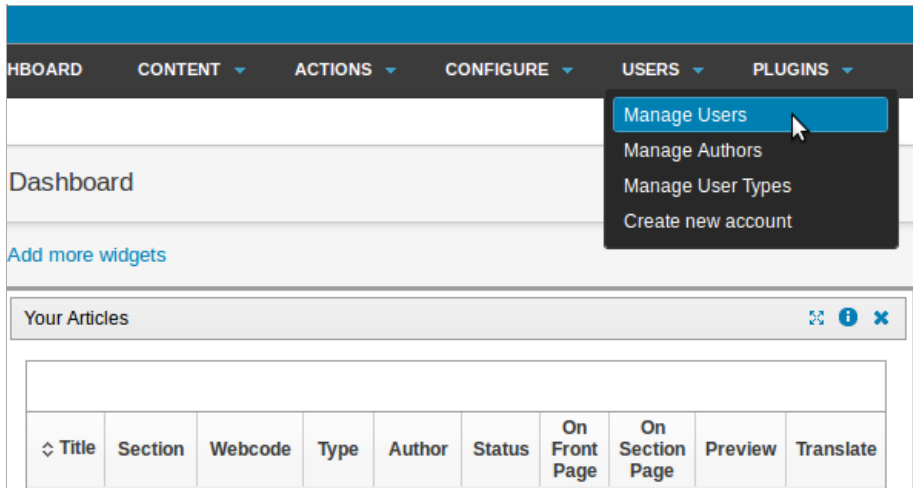 HBOARD CONTENT ACTIONS CONFIGURE USERS PLUGINS
Manage Users
Manage Authors
Manage User Types
Create new account
Dashboard
Add more widgets
Your Articles
Title Section Webcode Type Author Status On Front Page On Section Page Preview Translate